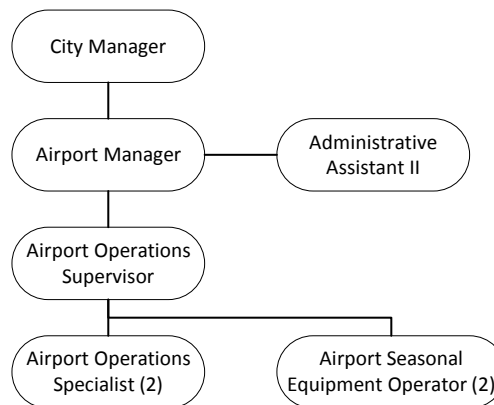 City Manager
Airport Manager
Administrative
Assistant II
Airport Operations
Supervisor
Airport Operations
Specialist (2)
Airport Seasonal
Equipment Operator (2)